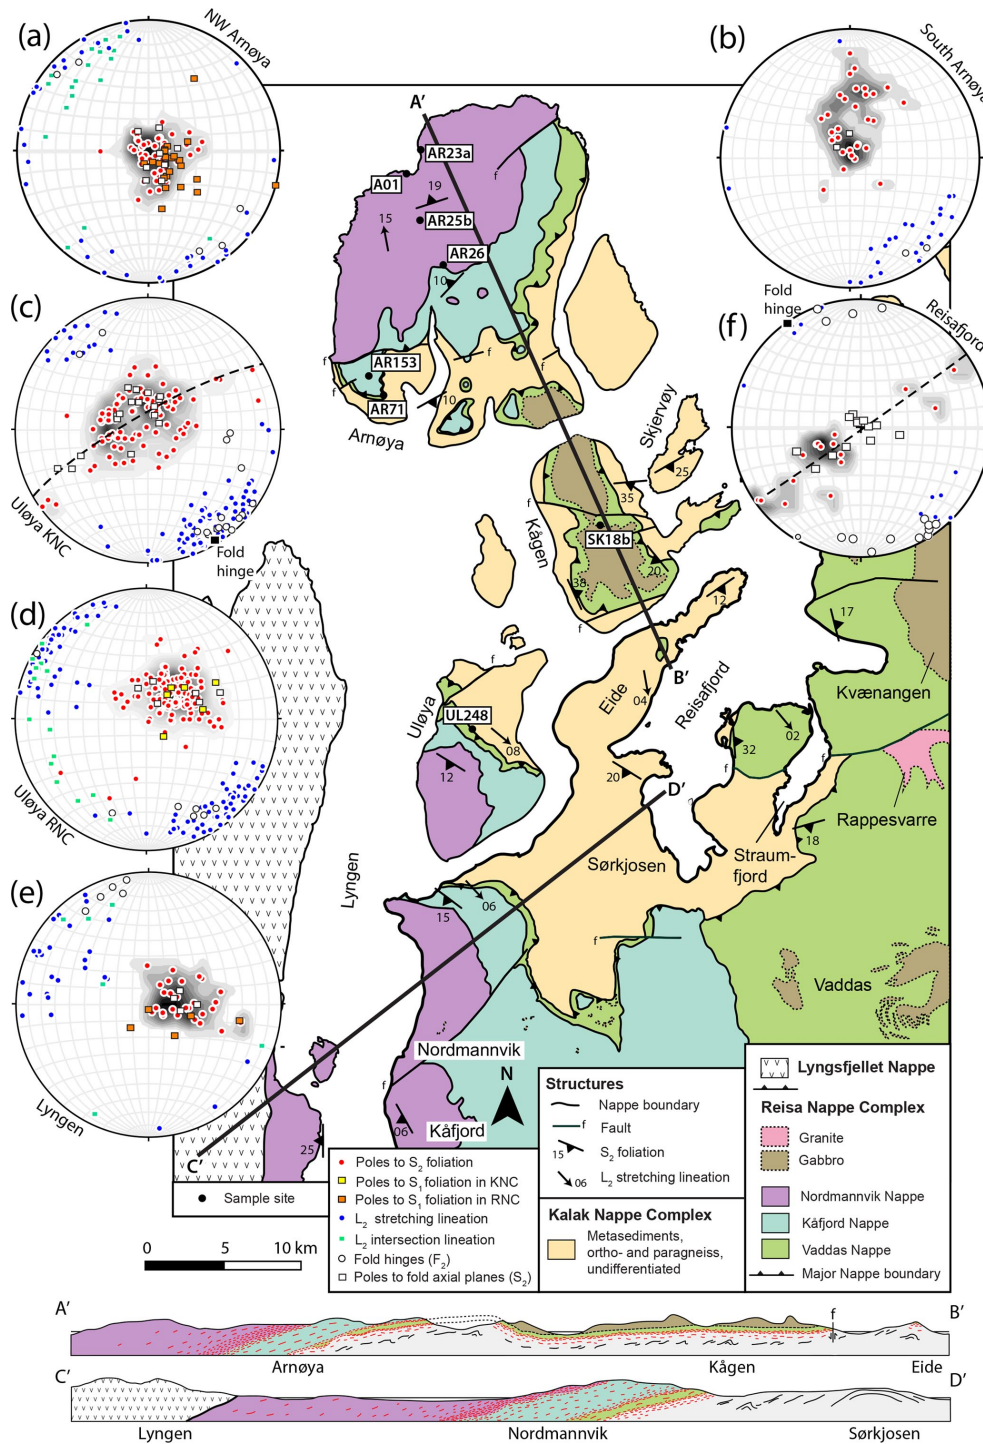 (a)
NW Arnøya
(b)
South Arnøya
A'
AR23a
A01
19
AR25b
15
AR26
10
f
(c)
Fold
hinge
(f)
Reisafjord
AR153
f
AR71
10
Arnøya
f
Skjervøy
25
35
f
Kågen
SK18b
Uløya KNC
Fold
hinge
20
38
f
12
17
(d)
f
B'
Eide
Reisafjord
Kvænangen
04
Uløya
UL248
08
02
32
f
f
12
20
D'
Rappesvarre
Uløya RNC
Sørkjosen
Straum-
fjord
18
(e)
Lyngen
06
15
f
Vaddas
Nordmannvik
N
f
Kåfjord
06
Lyngen
25
C'
Structures
Nappe boundary
f Fault
15 S2 foliation
06 L2 stretching lineation
Lyngsfjellet Nappe
Reisa Nappe Complex
Granite
Gabbro
Nordmannvik Nappe
Kåfjord Nappe
Vaddas Nappe
Major Nappe boundary
Kalak Nappe Complex
Metasediments,
ortho- and paragneiss,
undifferentiated
Sample site
Poles to S2 foliation
Poles to S1 foliation in KNC
Poles to S1 foliation in RNC
L2 stretching lineation
L2 intersection lineation
Fold hinges (F2)
Poles to fold axial planes (S2)
0 5 10 km
A' f B'
Arnøya Kågen Eide
C' D'
Lyngen Nordmannvik Sørkjosen